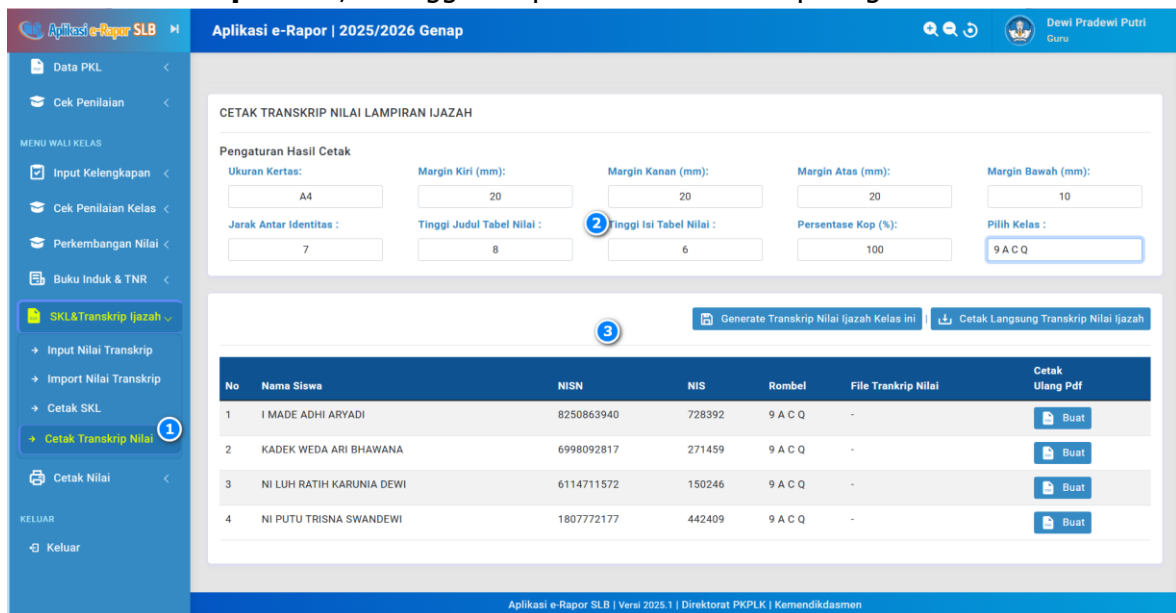 Aplikasi e-Rapor SLB
Aplikasi e-Rapor | 2025/2026 Genap
Dewi Pradewi Putri
Guru
Data PKL
Cek Penilaian
MENU WALI KELAS
Input Kelengkapan
Cek Penilaian Kelas
Perkembangan Nilai
Buku Induk & TNR
SKL&Transkrip Ijazah
Input Nilai Transkrip
Import Nilai Transkrip
Cetak SKL
Cetak Transkrip Nilai
1
Cetak Nilai
KELUAR
Keluar
CETAK TRANSKRIP NILAI LAMPIRAN IJAZAH
Pengaturan Hasil Cetak
Ukuran Kertas: Margin Kiri (mm): Margin Kanan (mm): Margin Atas (mm): Margin Bawah (mm):
A4 20 20 20 10
Jarak Antar Identitas : Tinggi Judul Tabel Nilai : 2 Tinggi Isi Tabel Nilai : Persentase Kop (%): Pilih Kelas :
7 8 6 100 9 A C Q
3
Generate Transkrip Nilai Ijazah Kelas ini | Cetak Langsung Transkrip Nilai Ijazah
No Nama Siswa NISN NIS Rombel File Trankrip Nilai Cetak Ulang Pdf
1 I MADE ADHI ARYADI 8250863940 728392 9 A C Q - Buat
2 KADEK WEDA ARI BHAWANA 6998092817 271459 9 A C Q - Buat
3 NI LUH RATIH KARUNIA DEWI 6114711572 150246 9 A C Q - Buat
4 NI PUTU TRISNA SWANDEWI 1807772177 442409 9 A C Q - Buat
Aplikasi e-Rapor SLB | Versi 2025.1 | Direktorat PKPLK | Kemendikdasmen